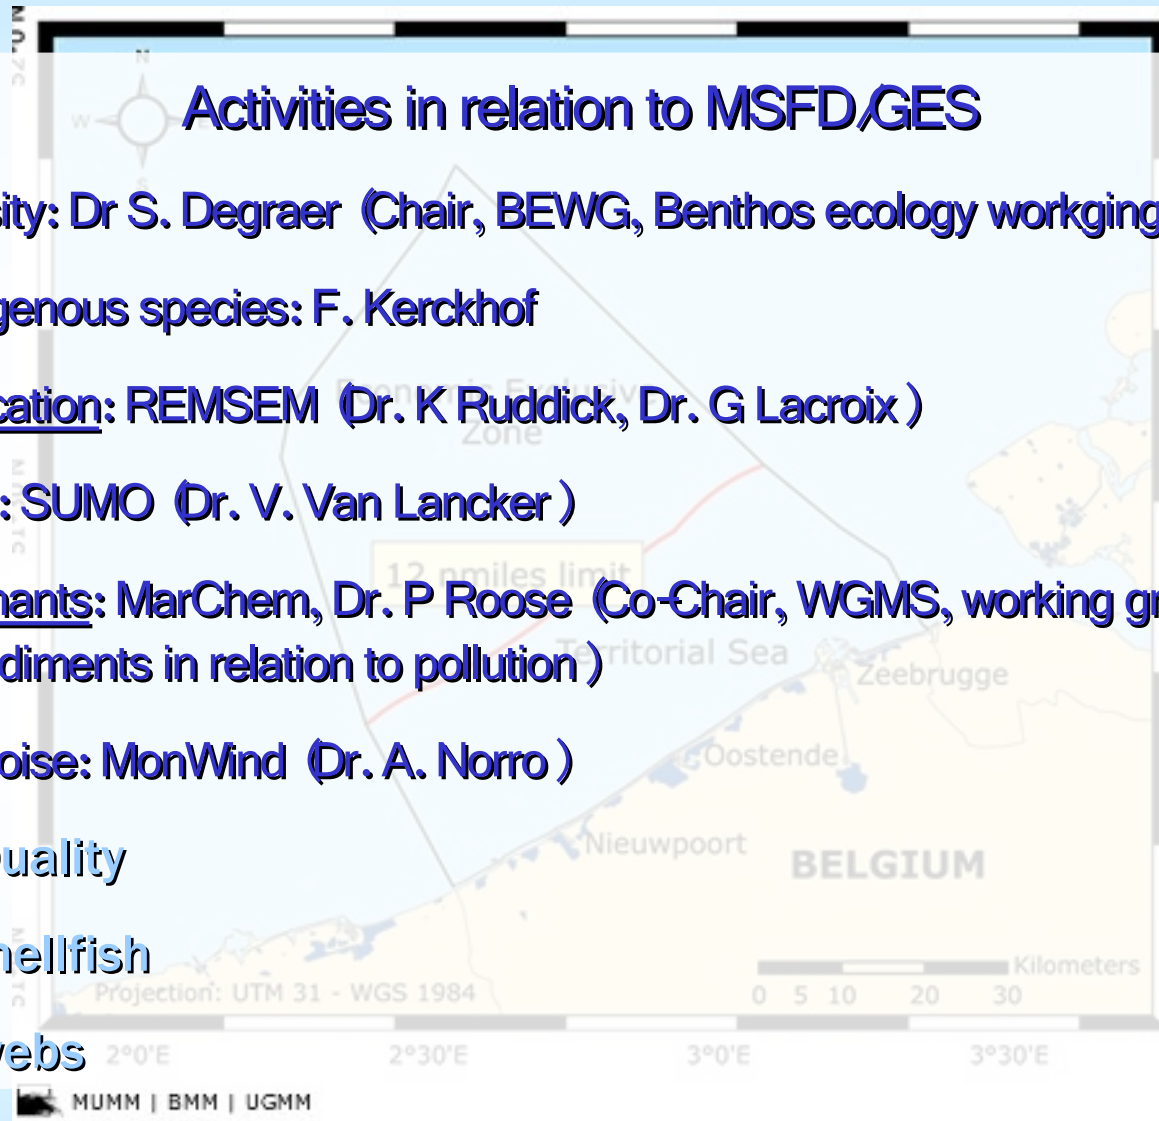 N
Activities in relation to MSFD/GES
W
S
sity: Dr S. Degraer (Chair, BEWG, Benthos ecology workging
genous species: F. Kerckhof
Economic Exclusive
cation: REMSEM (Dr. K Ruddick, Dr. G Lacroix)
Zone
: SUMO (Dr. V. Van Lancker)
12 nmiles limit
nants: MarChem, Dr. P Roose (Co-Chair, WGMS, working gr
Territorial Sea
diments in relation to pollution)
Zeebrugge
oise: MonWind (Dr. A. Norro)
Oostende
Nieuwpoort
uality
BELGIUM
hellfish
Kilometers
Projection: UTM 31 - WGS 1984
0 5 10 20 30
webs
2°0'E 2°30'E 3°0'E 3°30'E
MUMM | BMM | UGMM